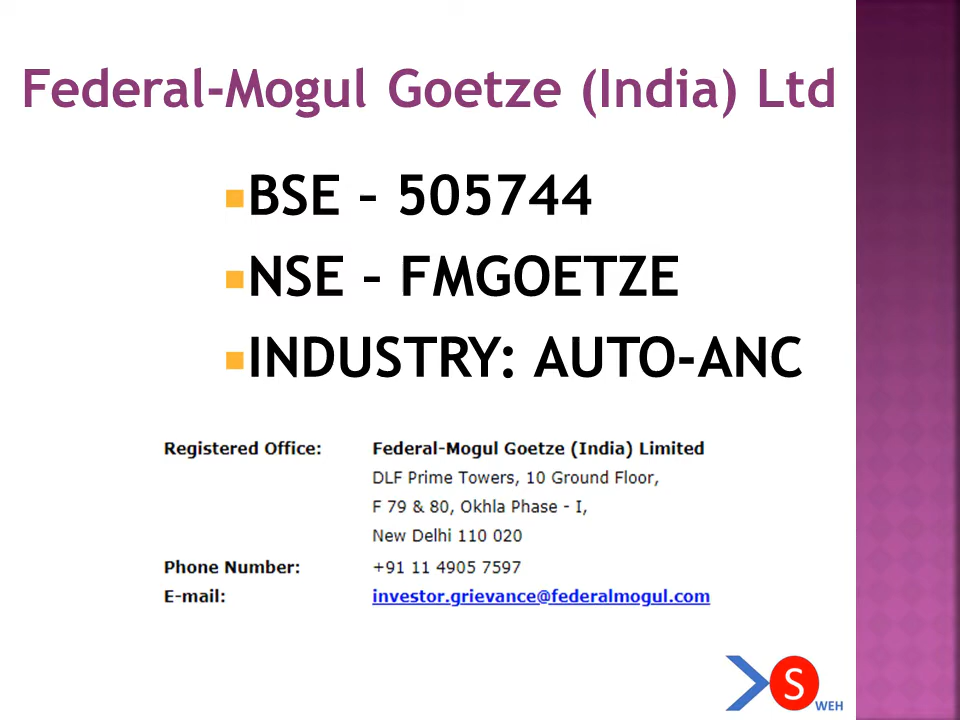 Federal-Mogul Goetze (India) Ltd
BSE – 505744
NSE – FMGOETZE
INDUSTRY: AUTO-ANC
Registered Office: Federal-Mogul Goetze (India) Limited
DLF Prime Towers, 10 Ground Floor,
F 79 & 80, Okhla Phase - I,
New Delhi 110 020
Phone Number: +91 11 4905 7597
E-mail: investor.grievance@federalmogul.com
S WEH